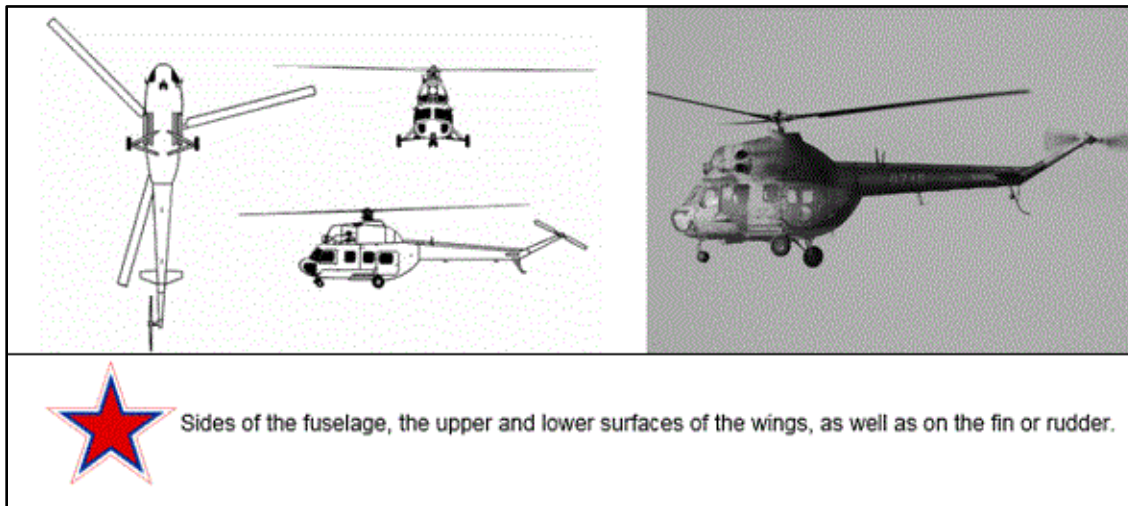 Sides of the fuselage, the upper and lower surfaces of the wings, as well as on the fin or rudder.